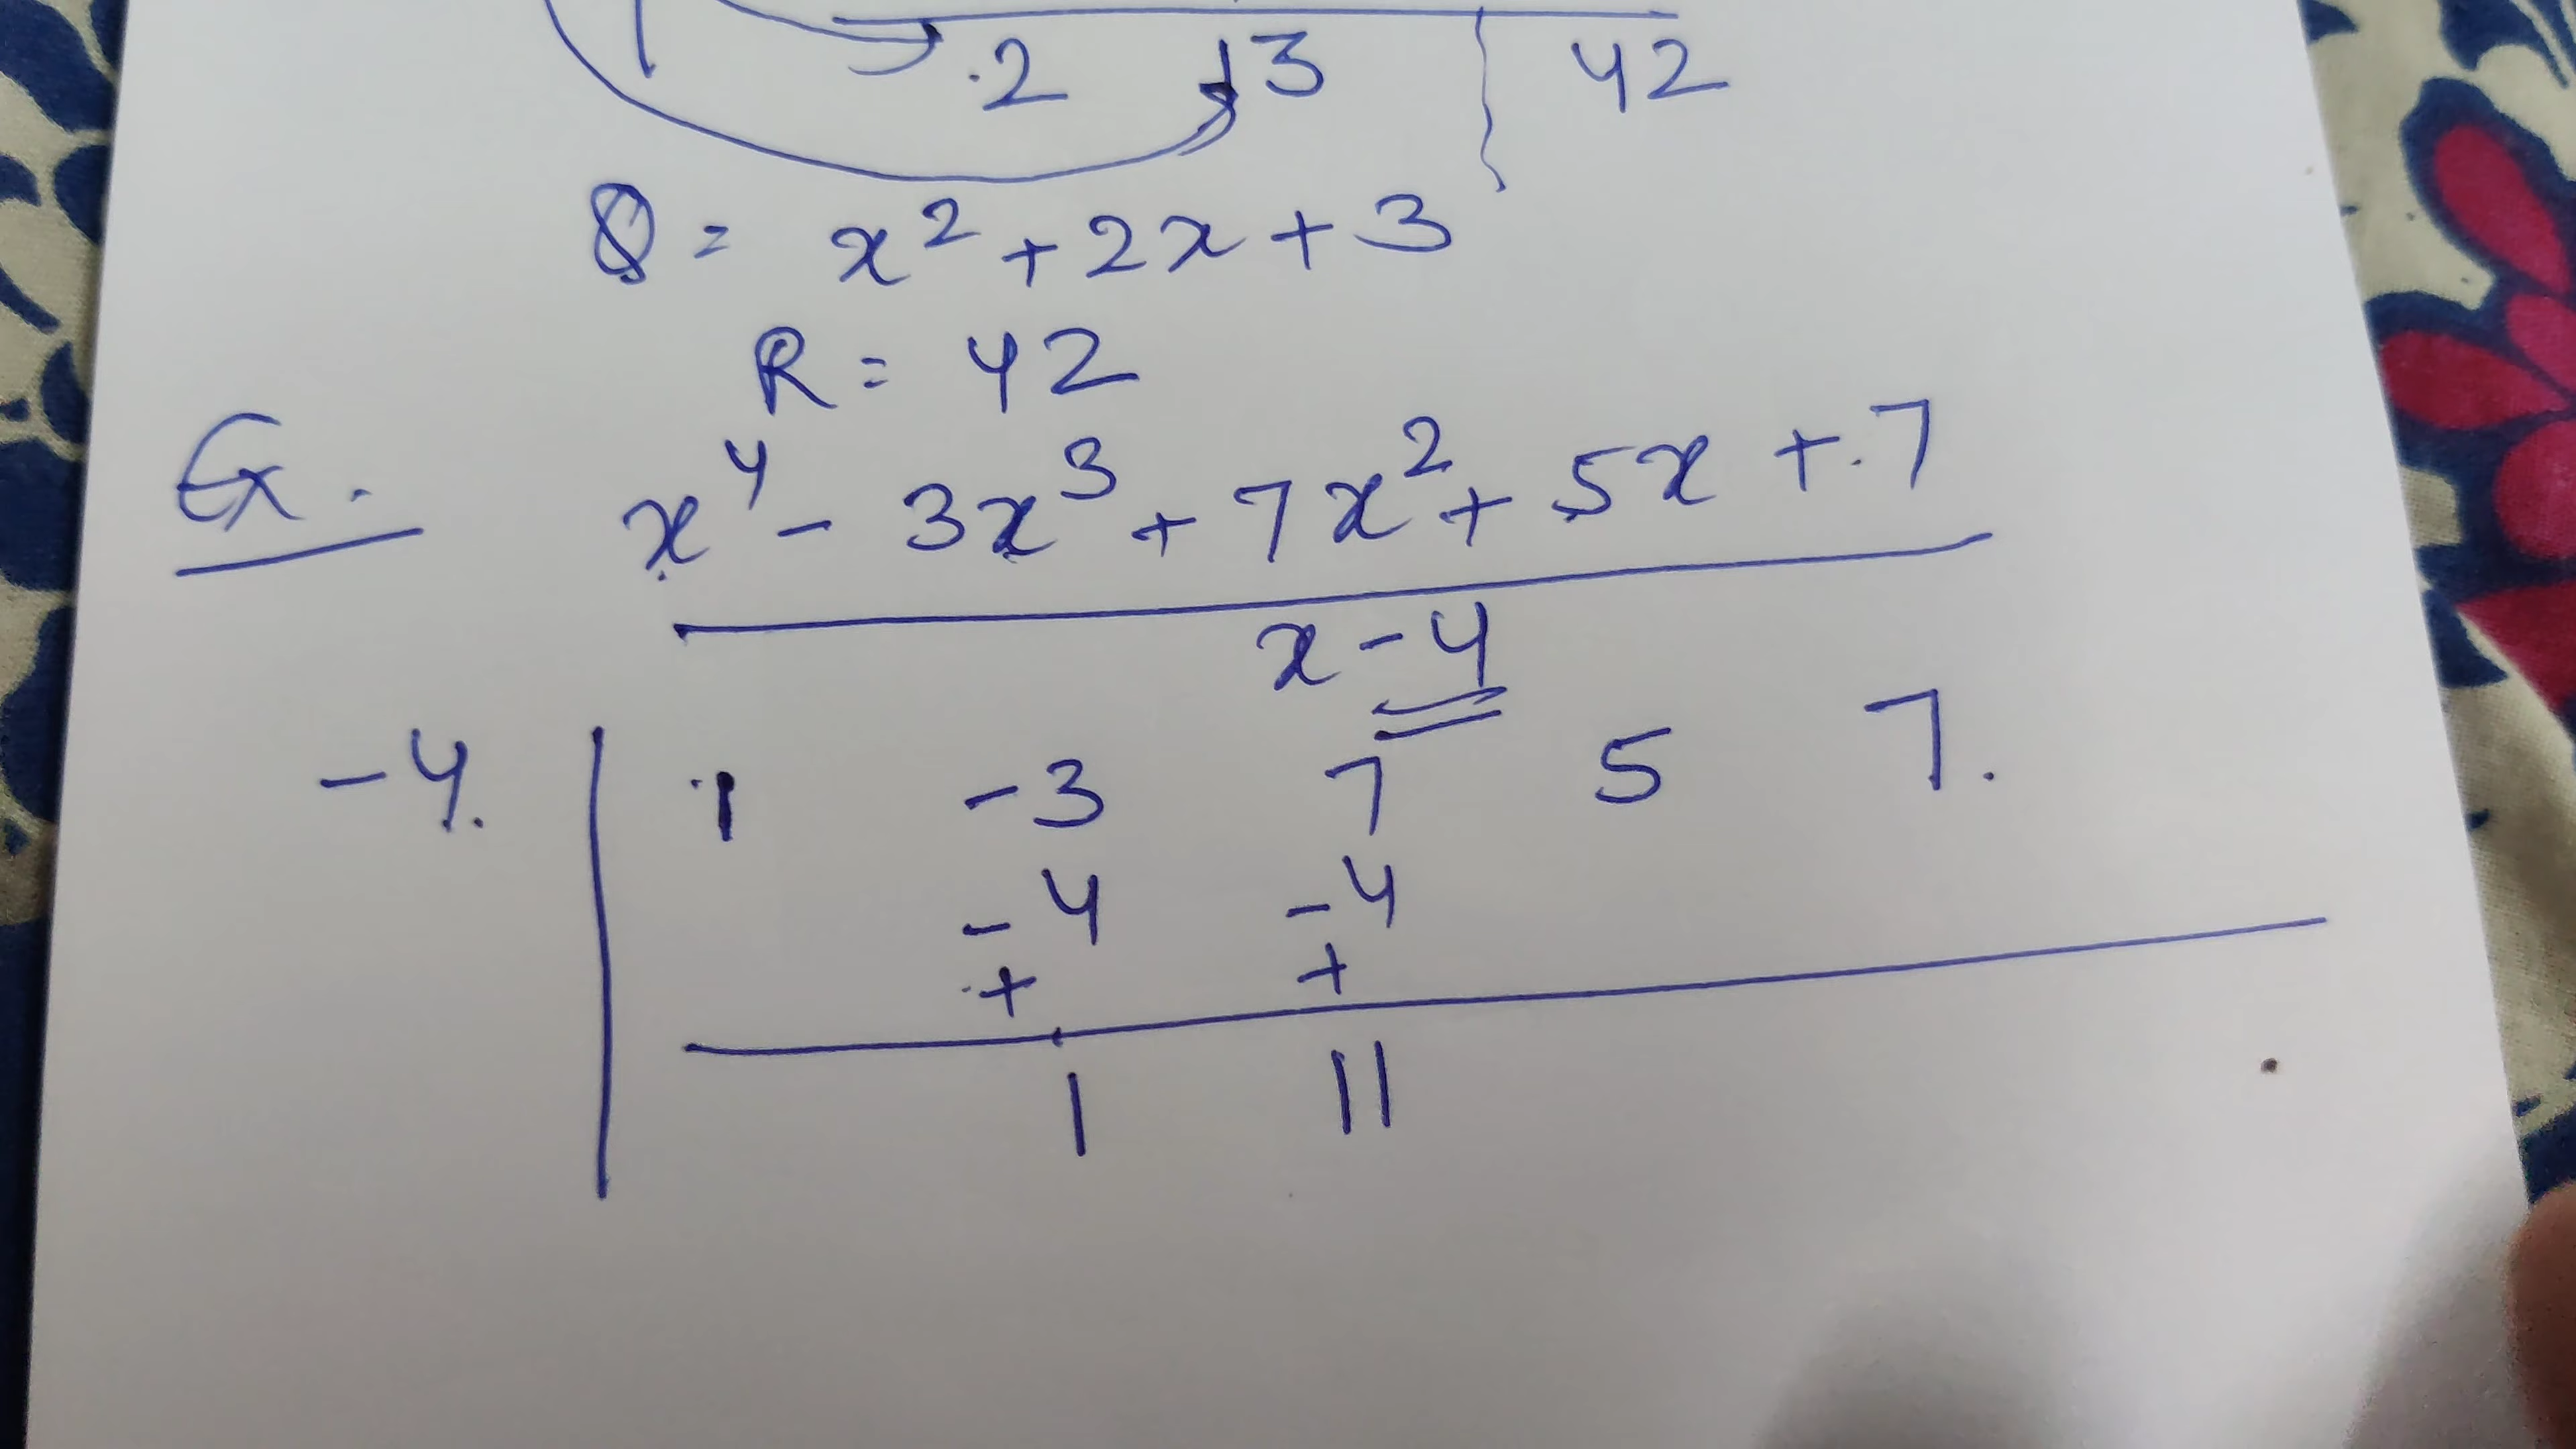 2 3 42
Q = x² + 2x + 3
R = 42
Ex. x⁴ - 3x³ + 7x² + 5x + 7
x - 4
-4. 1 -3 7 5 7.
-4 -4
+ +
1 11